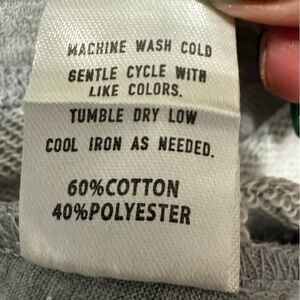 MACHINE WASH COLD
GENTLE CYCLE WITH
LIKE COLORS.
TUMBLE DRY LOW
COOL IRON AS NEEDED.
60%COTTON
40%POLYESTER